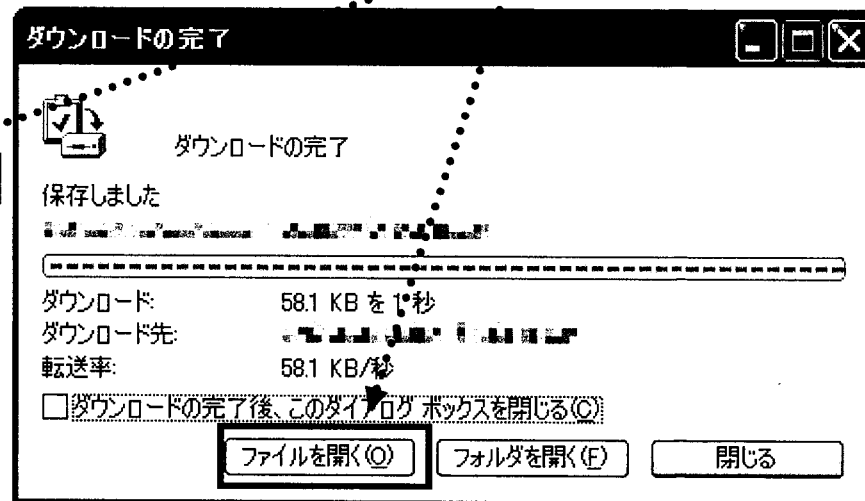 ダウンロードの完了
ダウンロードの完了
保存しました
ダウンロード: 58.1 KB を 1 秒
ダウンロード先:
転送率: 58.1 KB/秒
ダウンロードの完了後、このダイアログ ボックスを閉じる(C)
ファイルを開く(O) フォルダを開く(F) 閉じる